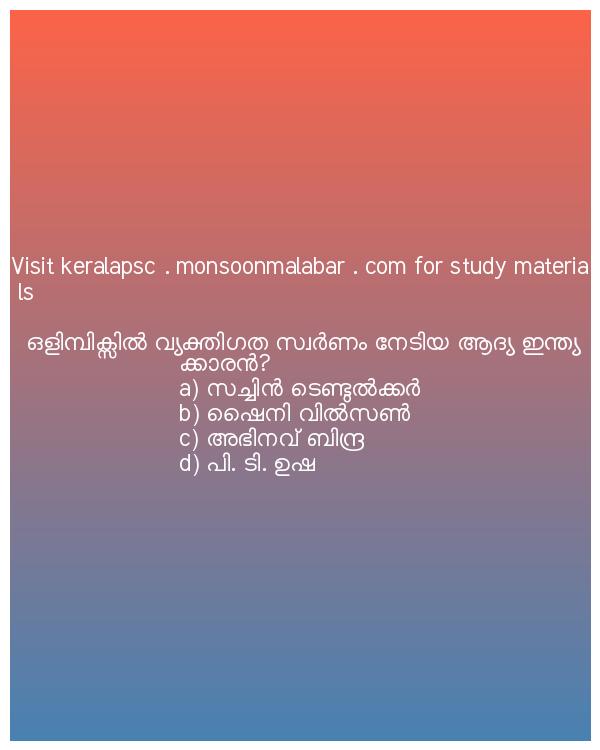 Visit keralapsc . monsoonmalabar . com for study materia
ls
ഒളിമ്പിക്സിൽ വ്യക്തിഗത സ്വർണം നേടിയ ആദ്യ ഇന്ത്യ
ക്കാരൻ?
a) സച്ചിൻ ടെണ്ടുൽക്കർ
b) ഷൈനി വിൽസൺ
c) അഭിനവ് ബിന്ദ്ര
d) പി. ടി. ഉഷ